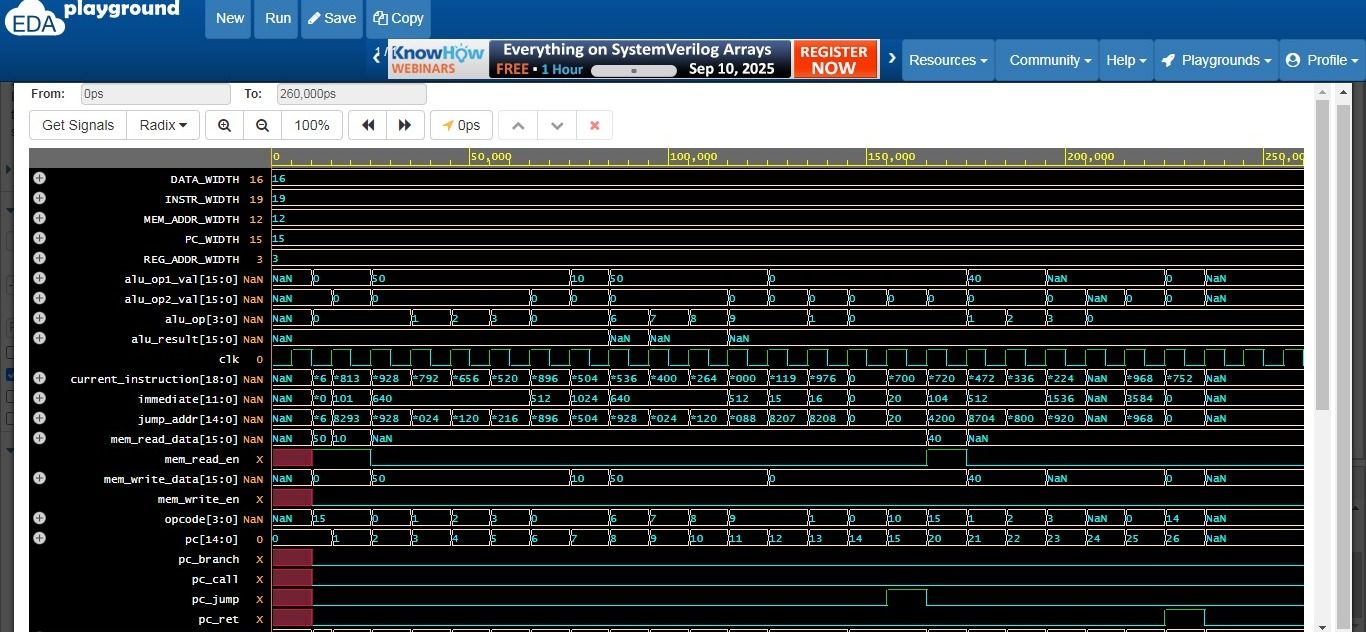 EDA playground
New Run Save Copy
1 / KnowHow WEBINARS Everything on SystemVerilog Arrays FREE • 1 Hour Sep 10, 2025 REGISTER NOW
Resources Community Help Playgrounds Profile
From: 0ps To: 260,000ps
Get Signals Radix 100% 0ps
0 50,000 100,000 150,000 200,000 250,0
DATA_WIDTH 16 16
INSTR_WIDTH 19 19
MEM_ADDR_WIDTH 12 12
PC_WIDTH 15 15
REG_ADDR_WIDTH 3 3
alu_op1_val[15:0] NaN NaN 0 50 10 50 0 40 NaN 0 NaN
alu_op2_val[15:0] NaN NaN 0 0 0 0 0 0 0 0 0 0 0 0 0 NaN 0 0 NaN
alu_op[3:0] NaN NaN 0 1 2 3 0 6 7 8 9 1 0 1 2 3 0
alu_result[15:0] NaN NaN NaN NaN NaN
clk 0
current_instruction[18:0] NaN NaN *6 *813 *928 *792 *656 *520 *896 *504 *536 *400 *264 *000 *119 *976 0 *700 *720 *472 *336 *224 NaN *968 *752 NaN
immediate[11:0] NaN NaN *0 101 640 512 1024 640 512 15 16 0 20 104 512 1536 NaN 3584 0 NaN
jump_addr[14:0] NaN NaN *6 8293 *928 *024 *120 *216 *896 *504 *928 *024 *120 *088 8207 8208 0 20 4200 8704 *800 *920 NaN *968 0 NaN
mem_read_data[15:0] NaN NaN 50 10 NaN 40 NaN
mem_read_en X
mem_write_data[15:0] NaN NaN 0 50 10 50 0 40 NaN 0 NaN
mem_write_en X
opcode[3:0] NaN NaN 15 0 1 2 3 0 6 7 8 9 1 0 10 15 1 2 3 NaN 0 14 NaN
pc[14:0] 0 0 1 2 3 4 5 6 7 8 9 10 11 12 13 14 15 20 21 22 23 24 25 26 NaN
pc_branch X
pc_call X
pc_jump X
pc_ret X